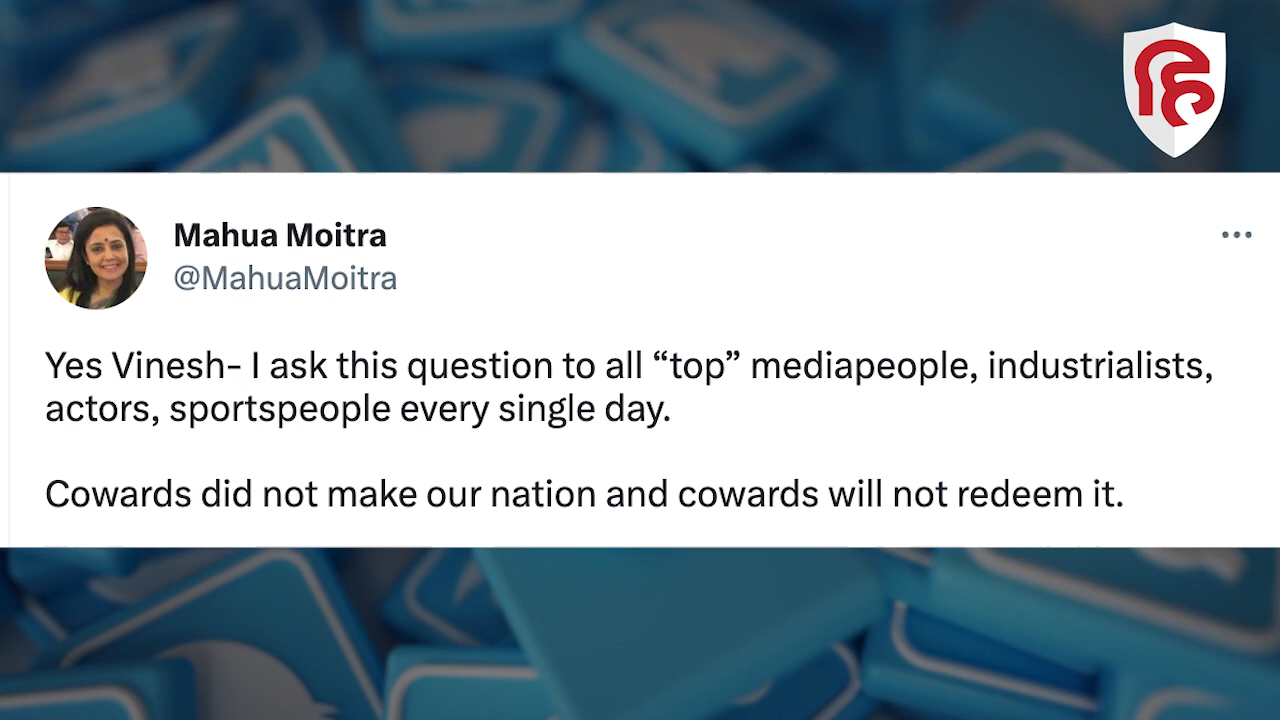 Mahua Moitra
@MahuaMoitra
Yes Vinesh- I ask this question to all “top” mediapeople, industrialists,
actors, sportspeople every single day.
Cowards did not make our nation and cowards will not redeem it.